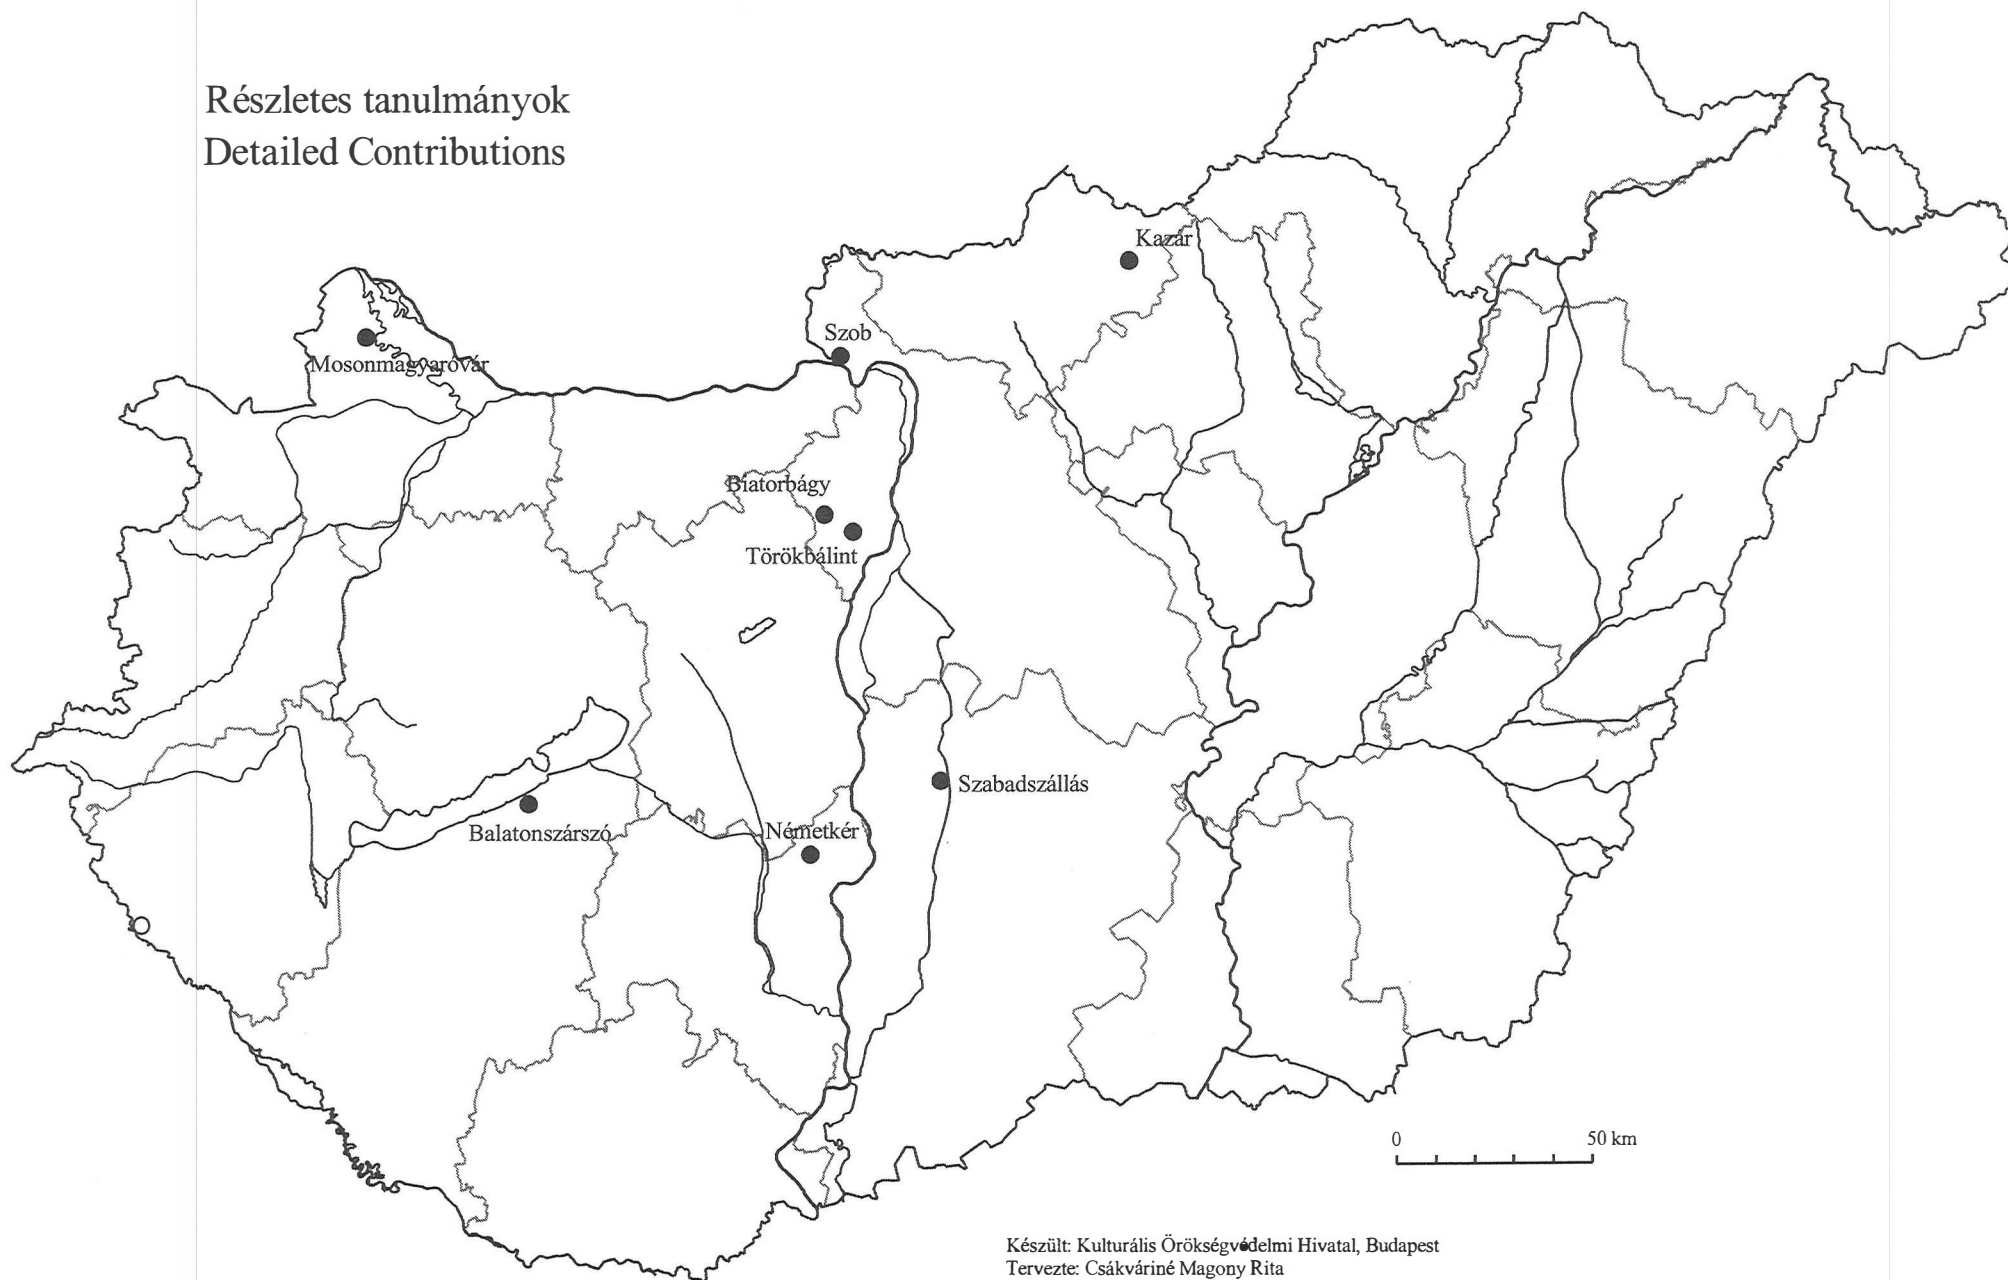 Részletes tanulmányok
Detailed Contributions
Kazár
Szob
Mosonmagyaróvár
Biatorbágy
Törökbálint
Szabadszállás
Balatonszárszó
Németkér
0 50 km
Készült: Kulturális Örökségvédelmi Hivatal, Budapest
Tervezte: Csákváriné Magony Rita